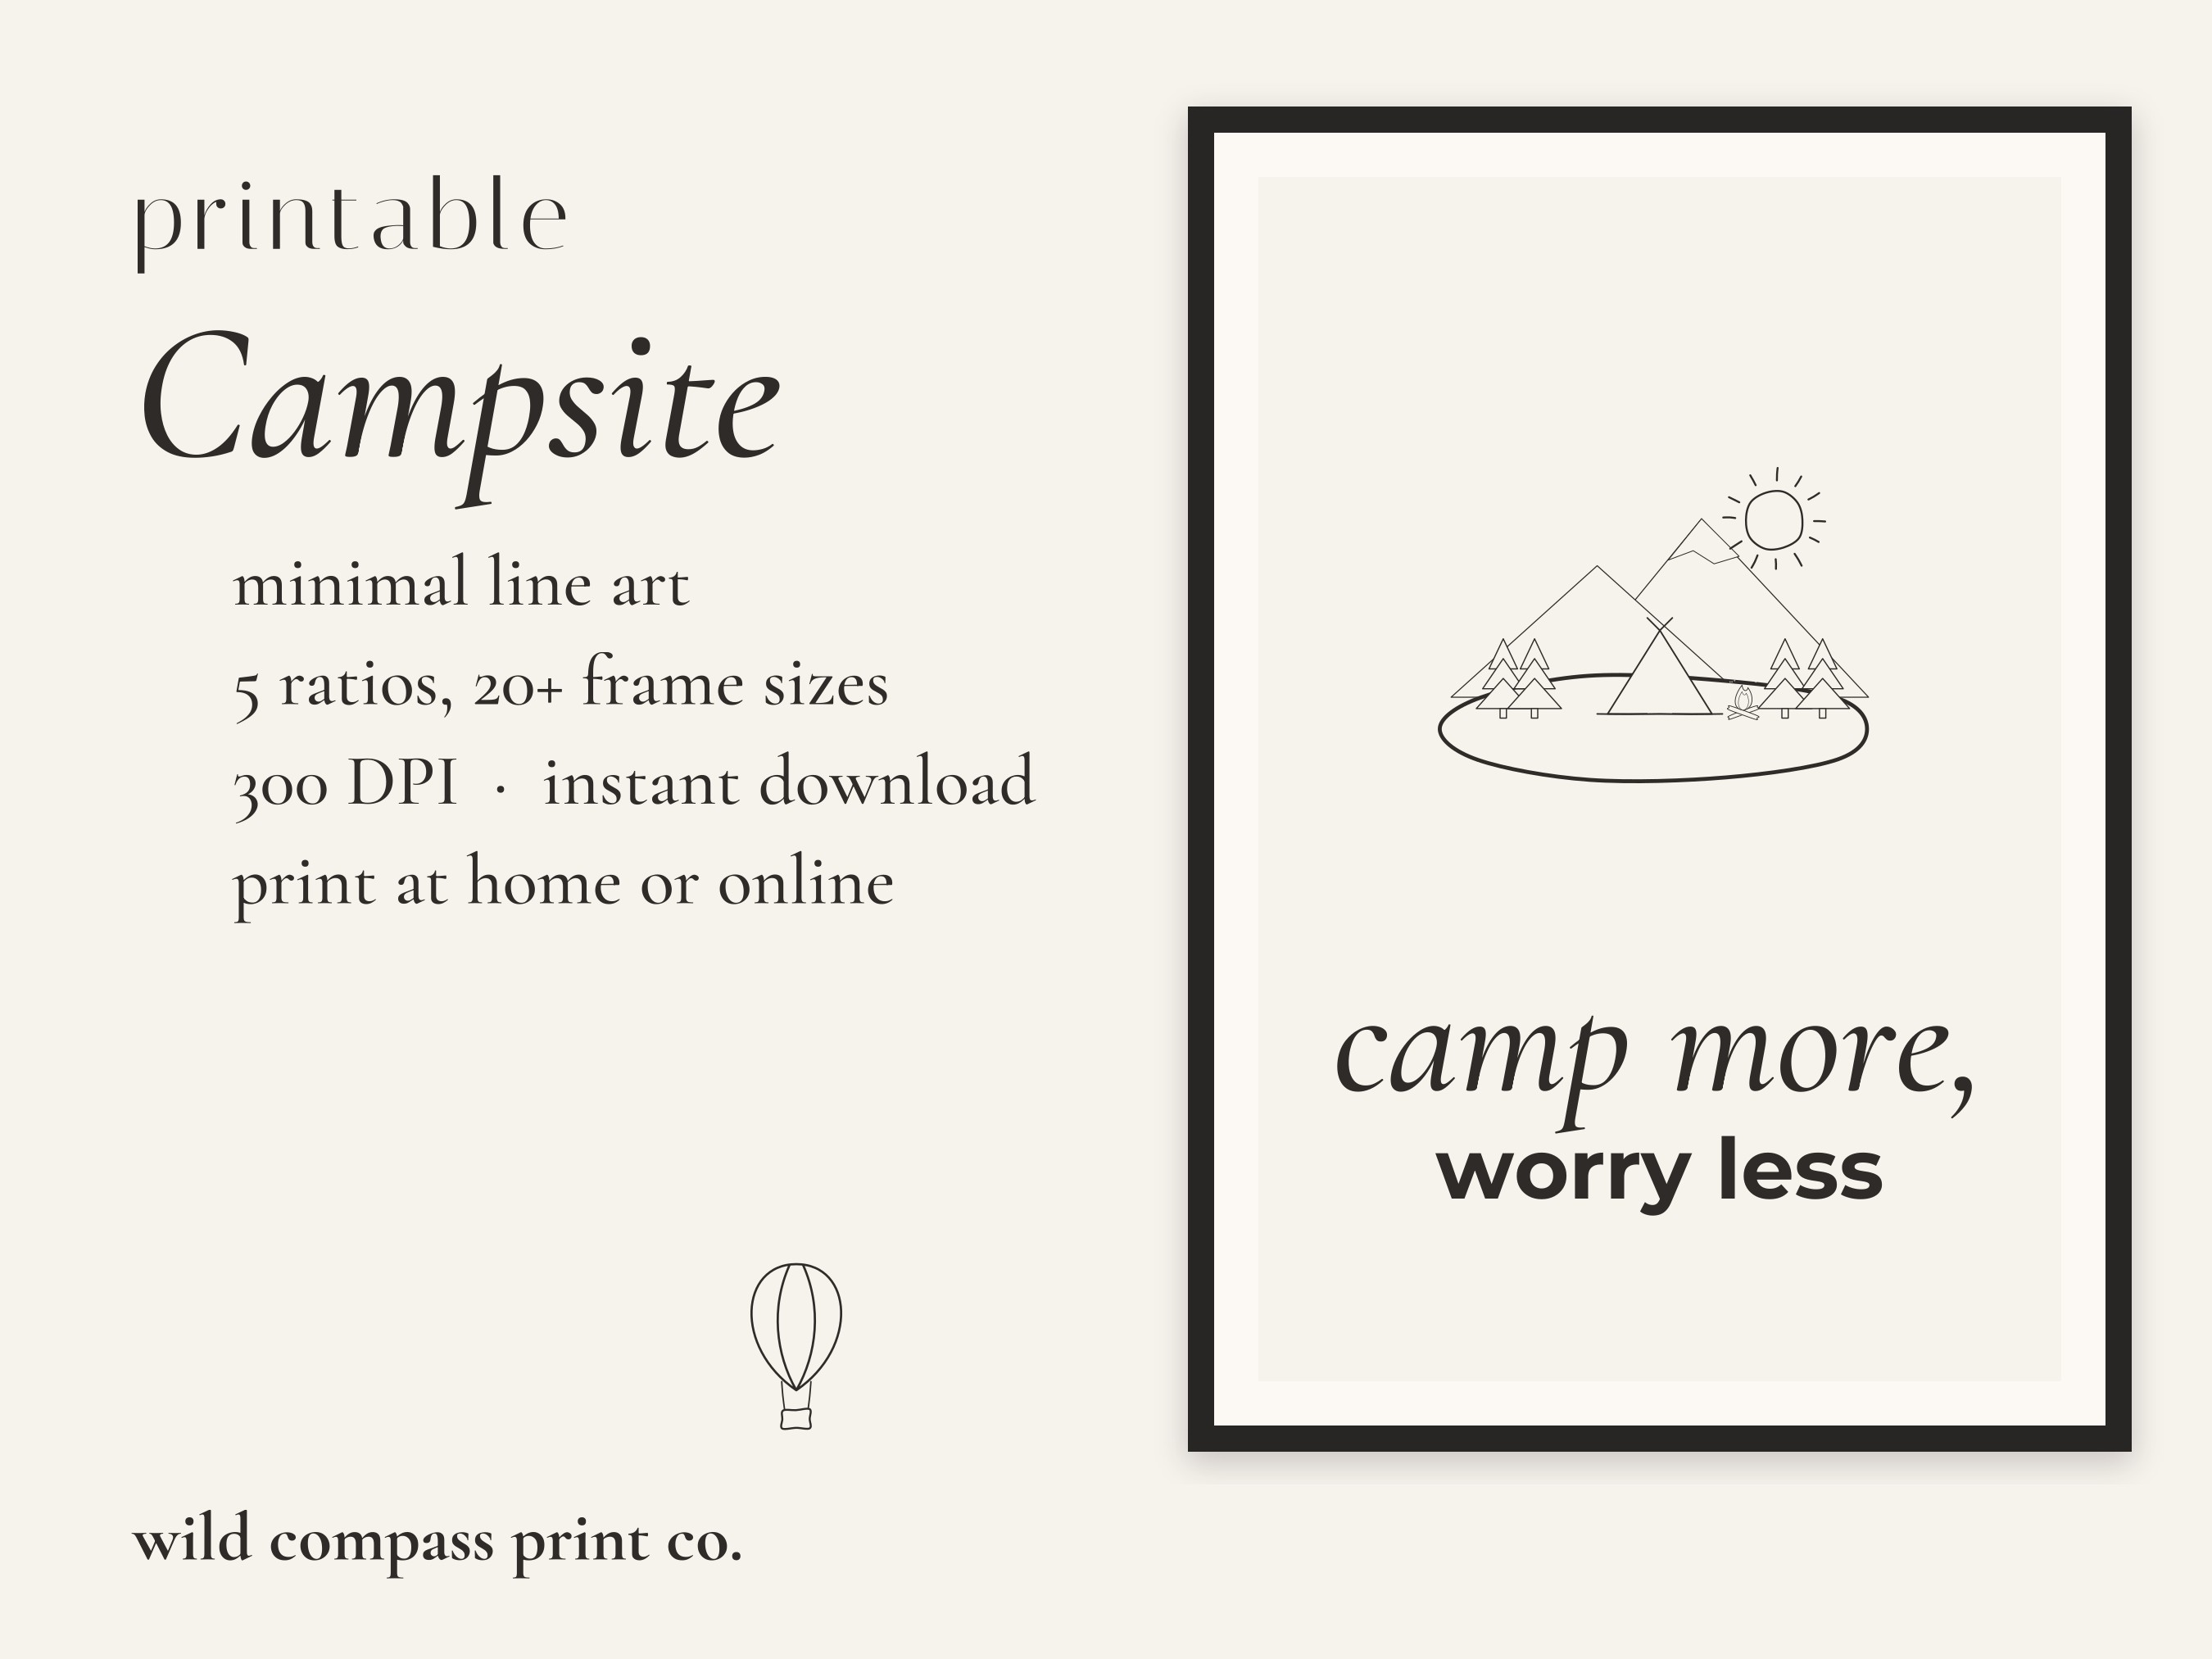 printable
Campsite
minimal line art
5 ratios, 20+ frame sizes
300 DPI · instant download
print at home or online
wild compass print co.
camp more,
worry less